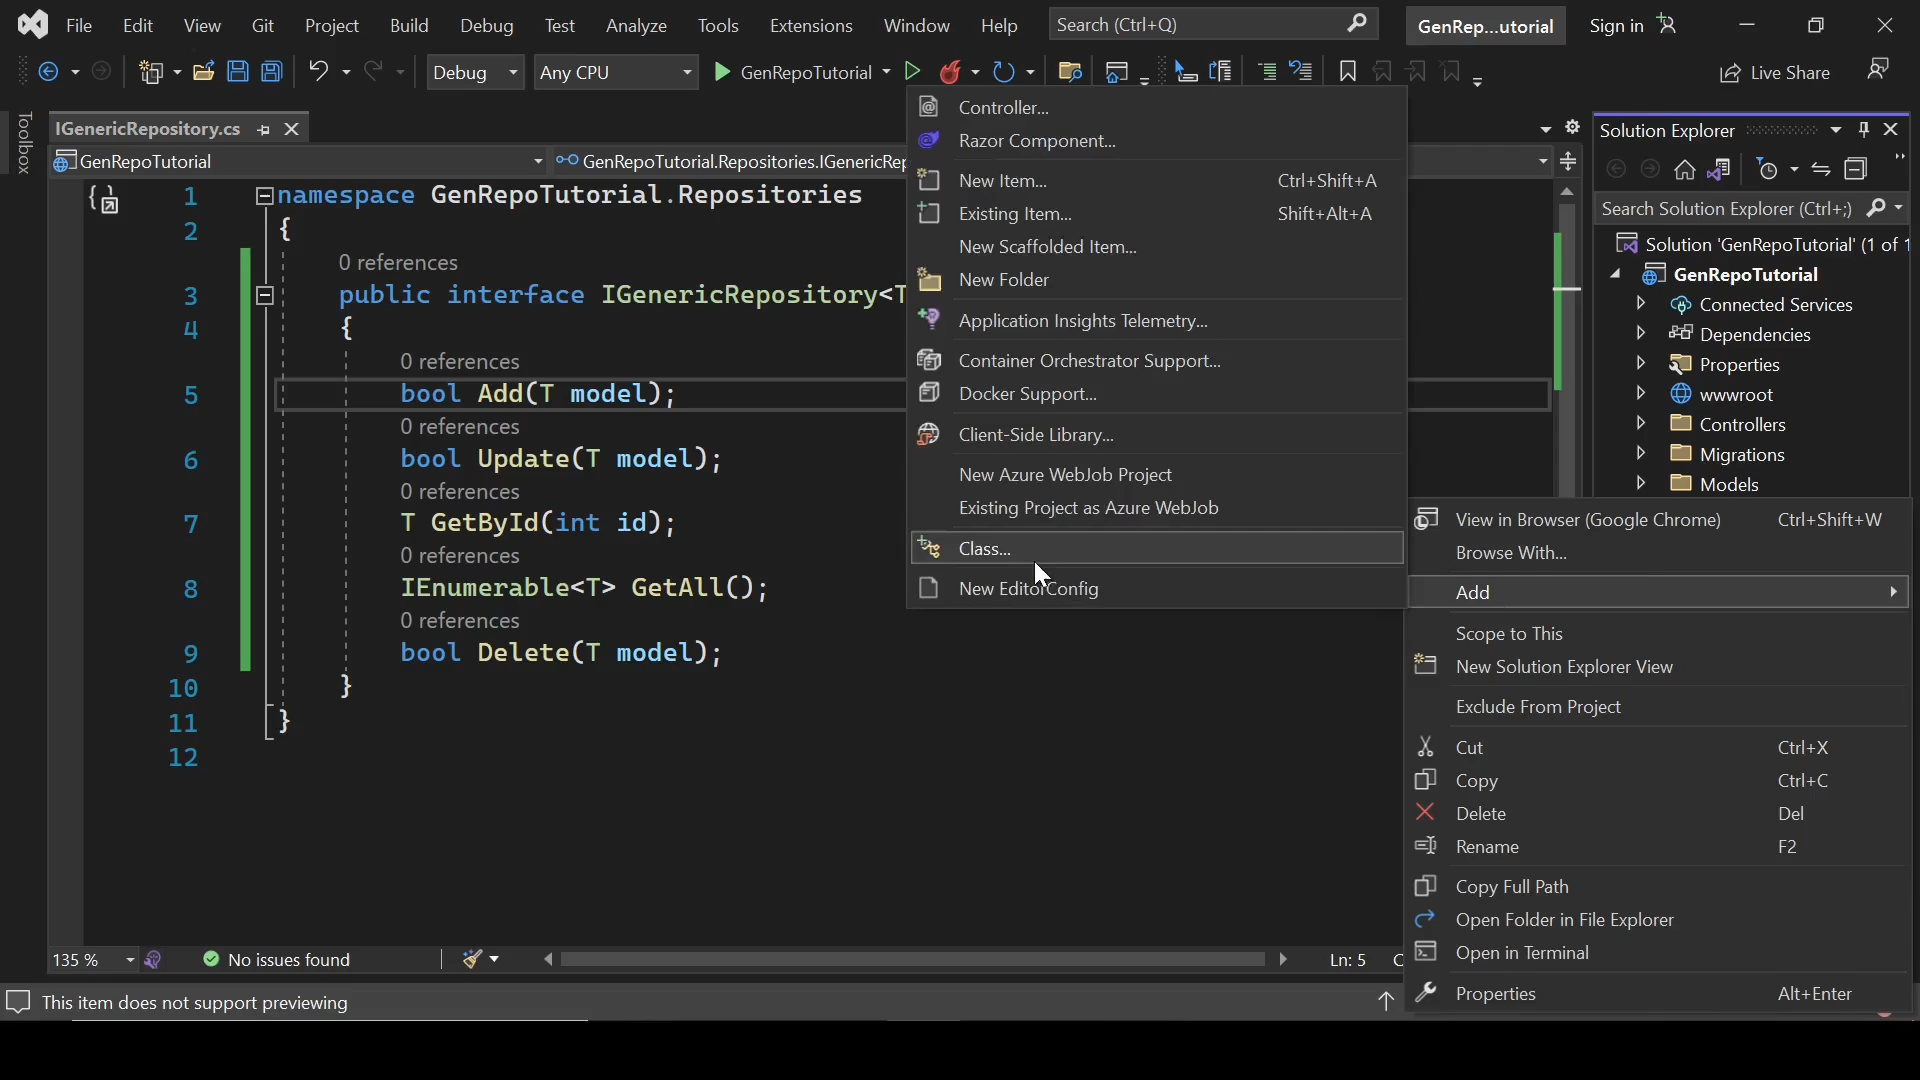 File Edit View Git Project Build Debug Test Analyze Tools Extensions Window Help Search (Ctrl+Q) GenRep...utorial Sign in
Debug Any CPU GenRepoTutorial Live Share
Toolbox
IGenericRepository.cs
GenRepoTutorial GenRepoTutorial.Repositories.IGenericRep
1 namespace GenRepoTutorial.Repositories
2 {
0 references
3 public interface IGenericRepository<T
4 {
0 references
5 bool Add(T model);
0 references
6 bool Update(T model);
0 references
7 T GetById(int id);
0 references
8 IEnumerable<T> GetAll();
0 references
9 bool Delete(T model);
10 }
11 }
12
135 % No issues found Ln: 5 C
This item does not support previewing
Controller...
Razor Component...
New Item... Ctrl+Shift+A
Existing Item... Shift+Alt+A
New Scaffolded Item...
New Folder
Application Insights Telemetry...
Container Orchestrator Support...
Docker Support...
Client-Side Library...
New Azure WebJob Project
Existing Project as Azure WebJob
Class...
New EditorConfig
Solution Explorer
Search Solution Explorer (Ctrl+;)
Solution 'GenRepoTutorial' (1 of 1
GenRepoTutorial
Connected Services
Dependencies
Properties
wwwroot
Controllers
Migrations
Models
View in Browser (Google Chrome) Ctrl+Shift+W
Browse With...
Add
Scope to This
New Solution Explorer View
Exclude From Project
Cut Ctrl+X
Copy Ctrl+C
Delete Del
Rename F2
Copy Full Path
Open Folder in File Explorer
Open in Terminal
Properties Alt+Enter